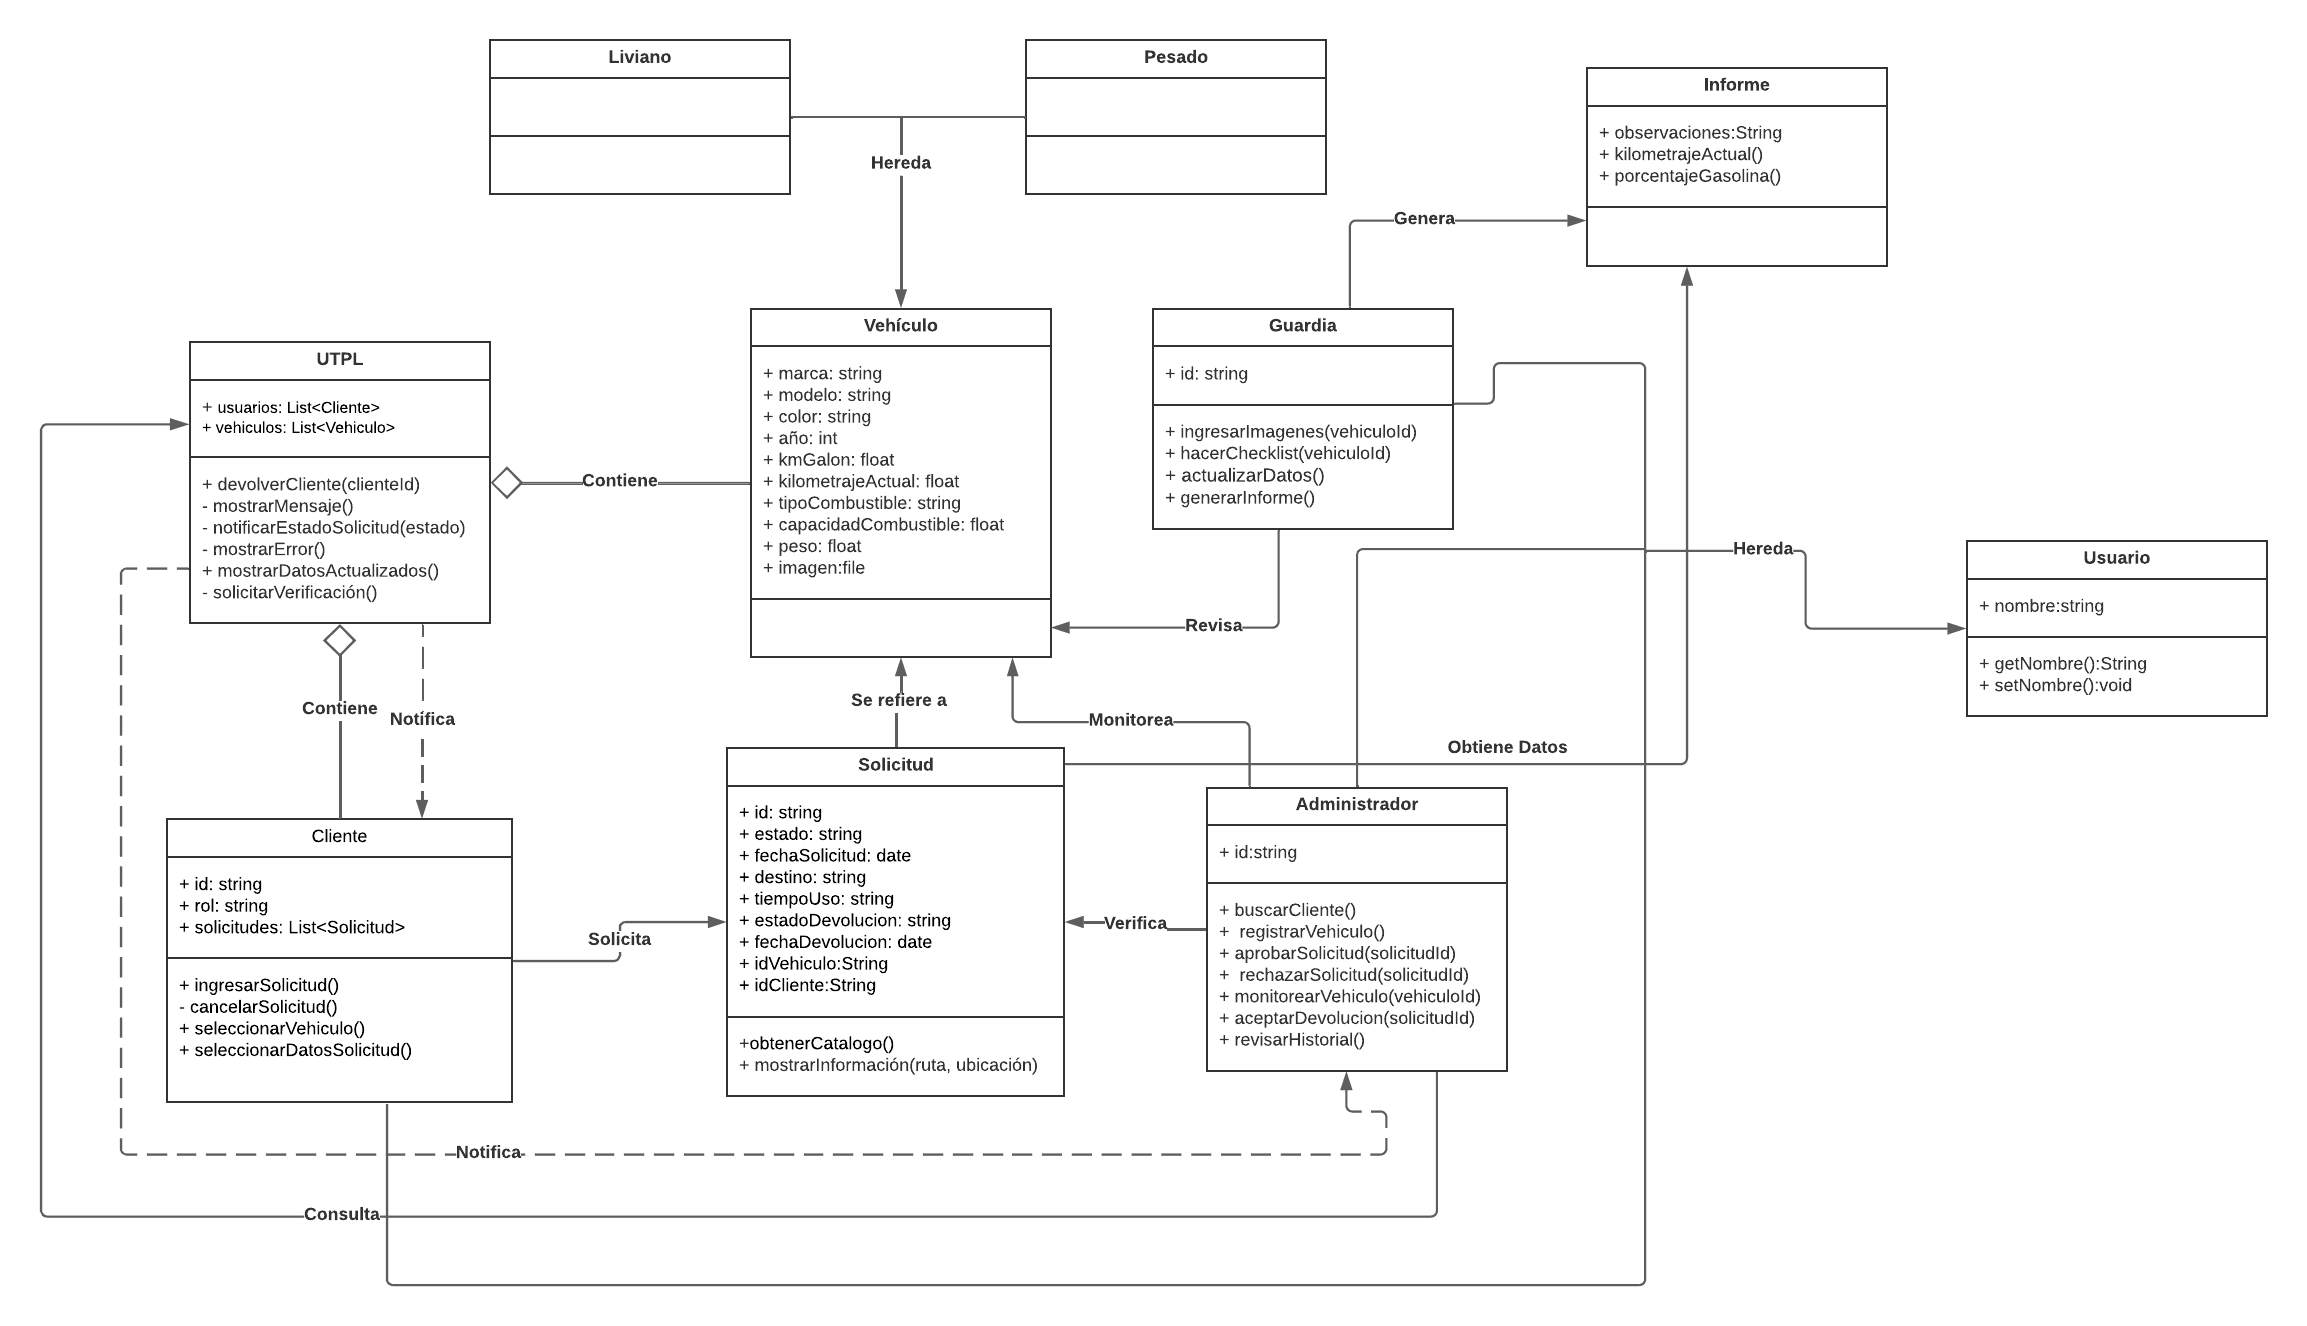 Liviano
Pesado
Informe
+ observaciones:String
+ kilometrajeActual()
+ porcentajeGasolina()
Hereda
Genera
Vehículo
+ marca: string
+ modelo: string
+ color: string
+ año: int
+ kmGalon: float
+ kilometrajeActual: float
+ tipoCombustible: string
+ capacidadCombustible: float
+ peso: float
+ imagen:file
Guardia
+ id: string
+ ingresarImagenes(vehiculoId)
+ hacerChecklist(vehiculoId)
+ actualizarDatos()
+ generarInforme()
UTPL
+ usuarios: List<Cliente>
+ vehiculos: List<Vehiculo>
+ devolverCliente(clienteId)
- mostrarMensaje()
- notificarEstadoSolicitud(estado)
- mostrarError()
+ mostrarDatosActualizados()
- solicitarVerificación()
Contiene
Hereda
Usuario
+ nombre:string
+ getNombre():String
+ setNombre():void
Revisa
Contiene
Notifica
Se refiere a
Monitorea
Obtiene Datos
Solicitud
+ id: string
+ estado: string
+ fechaSolicitud: date
+ destino: string
+ tiempoUso: string
+ estadoDevolucion: string
+ fechaDevolucion: date
+ idVehiculo:String
+ idCliente:String
+obtenerCatalogo()
+ mostrarInformación(ruta, ubicación)
Administrador
+ id:string
+ buscarCliente()
+  registrarVehiculo()
+ aprobarSolicitud(solicitudId)
+  rechazarSolicitud(solicitudId)
+ monitorearVehiculo(vehiculoId)
+ aceptarDevolucion(solicitudId)
+ revisarHistorial()
Cliente
+ id: string
+ rol: string
+ solicitudes: List<Solicitud>
+ ingresarSolicitud()
- cancelarSolicitud()
+ seleccionarVehiculo()
+ seleccionarDatosSolicitud()
Solicita
Verifica
Notifica
Consulta